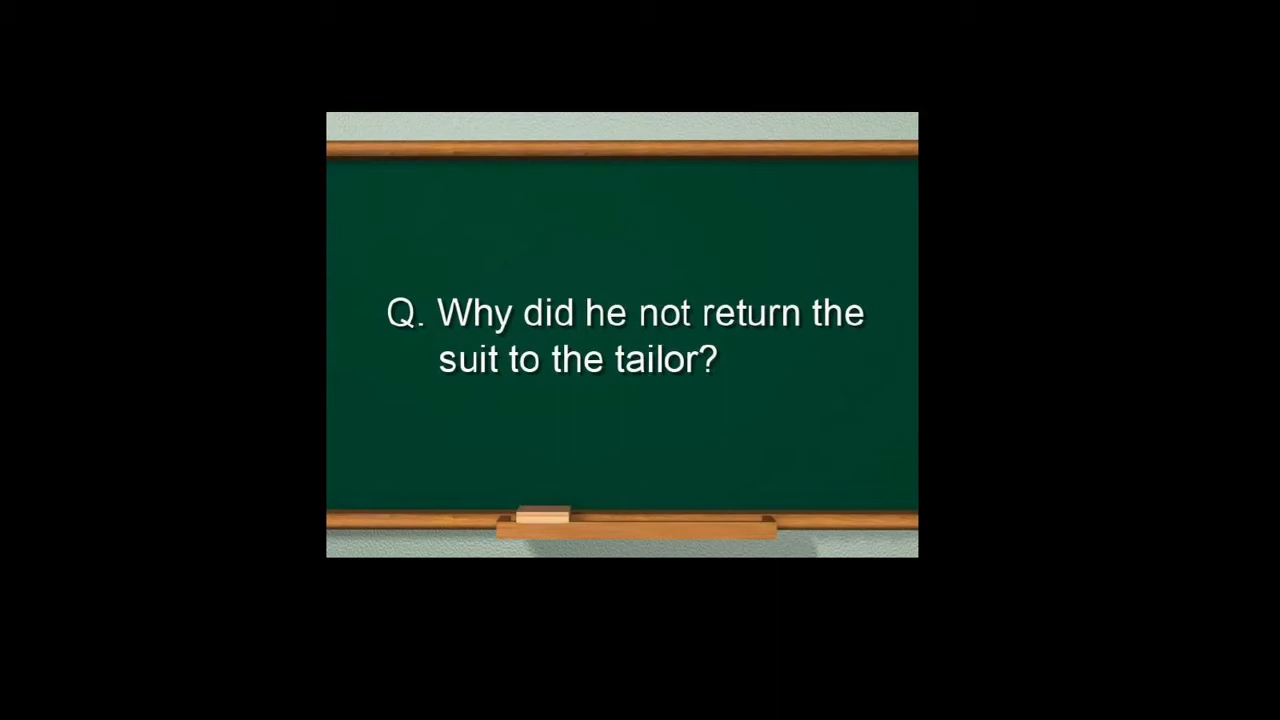 Q. Why did he not return the
suit to the tailor?